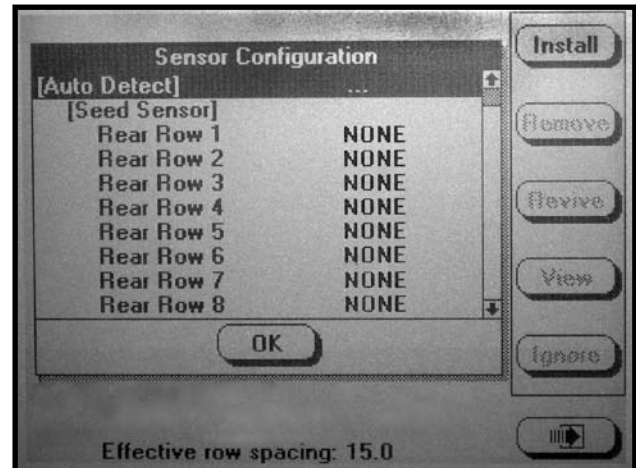 Sensor Configuration
[Auto Detect] ...
[Seed Sensor]
Rear Row 1 NONE
Rear Row 2 NONE
Rear Row 3 NONE
Rear Row 4 NONE
Rear Row 5 NONE
Rear Row 6 NONE
Rear Row 7 NONE
Rear Row 8 NONE
OK
Effective row spacing: 15.0
Install
Remove
Revive
View
Ignore